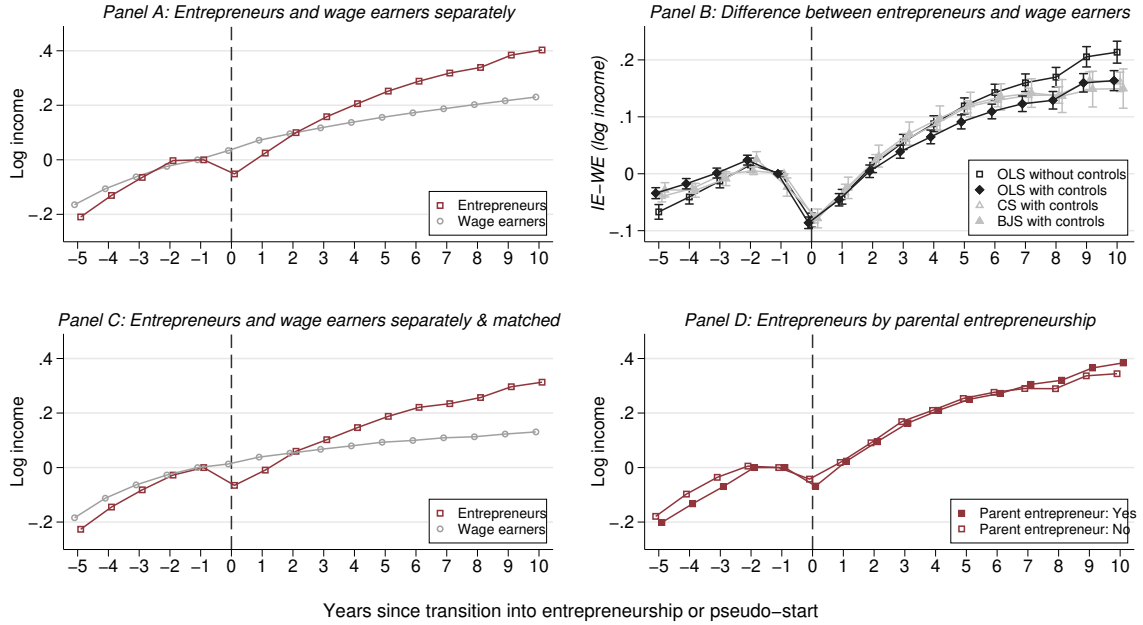 Panel A: Entrepreneurs and wage earners separately
Log income
.4
.2
0
−.2
Entrepreneurs
Wage earners
−5 −4 −3 −2 −1 0 1 2 3 4 5 6 7 8 9 10
Panel B: Difference between entrepreneurs and wage earners
IE−WE (log income)
.2
.1
0
−.1
OLS without controls
OLS with controls
CS with controls
BJS with controls
−5 −4 −3 −2 −1 0 1 2 3 4 5 6 7 8 9 10
Panel C: Entrepreneurs and wage earners separately & matched
Log income
.4
.2
0
−.2
Entrepreneurs
Wage earners
−5 −4 −3 −2 −1 0 1 2 3 4 5 6 7 8 9 10
Panel D: Entrepreneurs by parental entrepreneurship
Log income
.4
.2
0
−.2
Parent entrepreneur: Yes
Parent entrepreneur: No
−5 −4 −3 −2 −1 0 1 2 3 4 5 6 7 8 9 10
Years since transition into entrepreneurship or pseudo−start